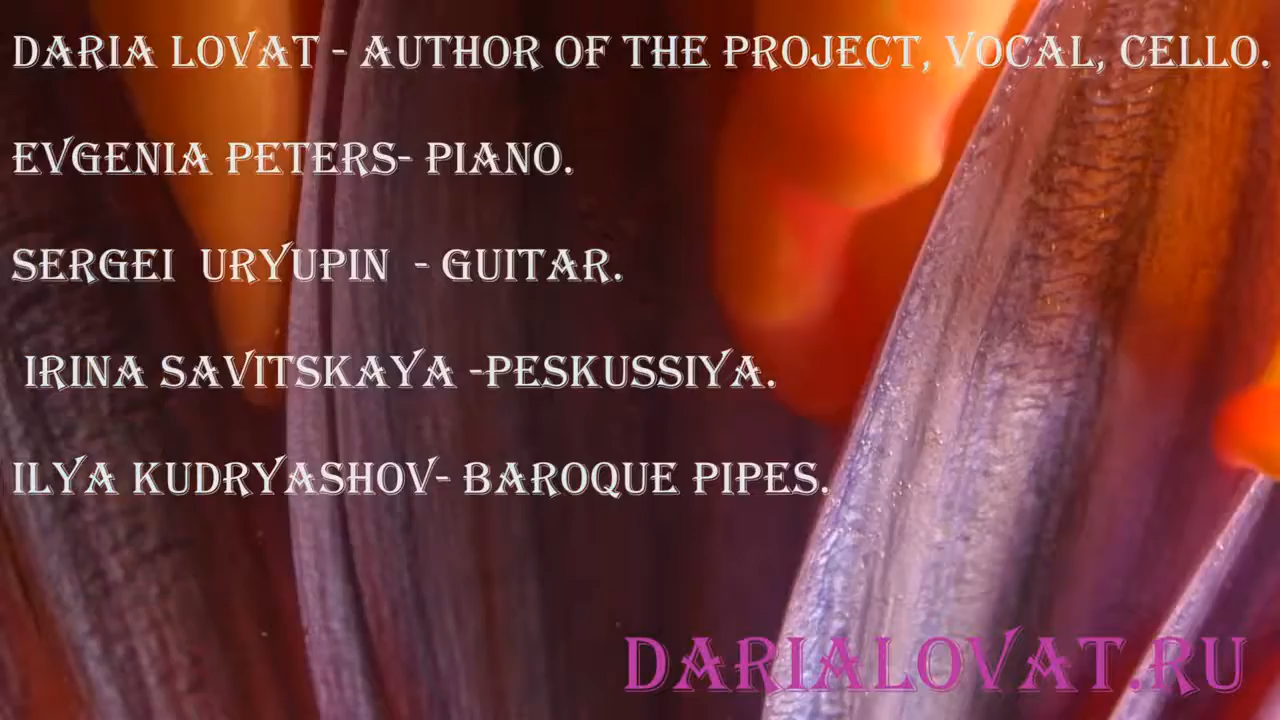 DARIA LOVAT - AUTHOR OF THE PROJECT, VOCAL, CELLO.
EVGENIA PETERS- PIANO.
SERGEI URYUPIN - GUITAR.
IRINA SAVITSKAYA -PESKUSSIYA.
ILYA KUDRYASHOV- BAROQUE PIPES.
DARIALOVAT.RU